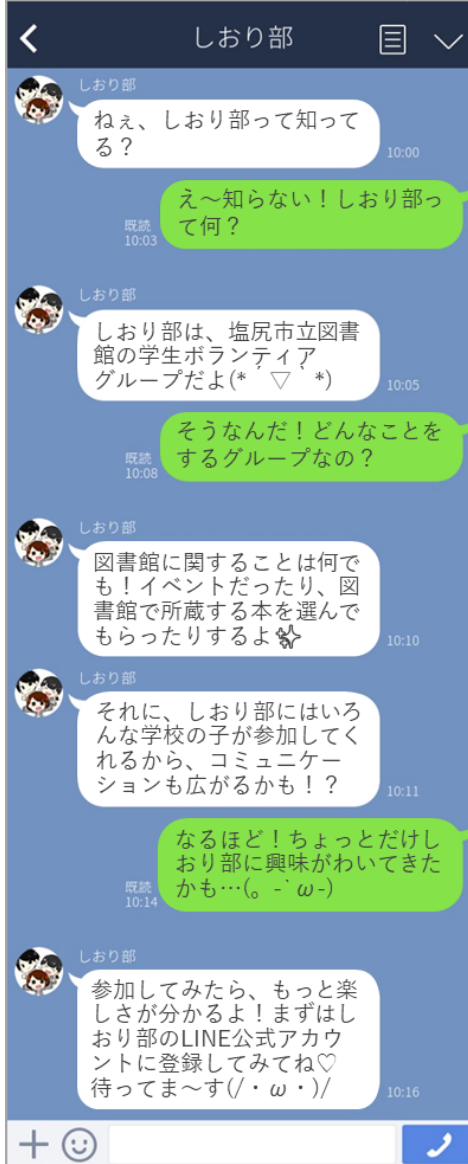 しおり部
しおり部
ねぇ、しおり部って知って
る？
10:00
え～知らない！しおり部っ
て何？
既読
10:03
しおり部
しおり部は、塩尻市立図書
館の学生ボランティア
グループだよ(*´▽｀*)
10:05
そうなんだ！どんなことを
するグループなの？
既読
10:08
しおり部
図書館に関することは何で
も！イベントだったり、図
書館で所蔵する本を選んで
もらったりするよ✨
10:10
しおり部
それに、しおり部にはいろ
んな学校の子が参加してく
れるから、コミュニケー
ションも広がるかも！？
10:11
なるほど！ちょっとだけし
おり部に興味がわいてきた
かも…(。-`ω-)
既読
10:14
しおり部
参加してみたら、もっと楽
しさが分かるよ！まずはし
おり部のLINE公式アカウ
ントに登録してみてね♡
待ってま～す(/・ω・)/
10:16